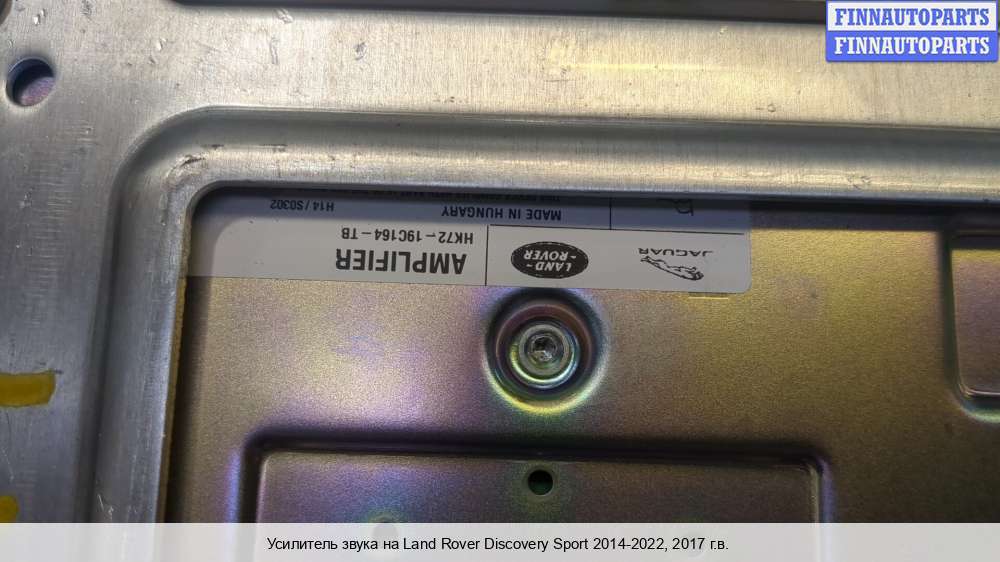 FINNAUTOPARTS
FINNAUTOPARTS
JAGUAR
LAND-
-ROVER
AMPLIFIER
HK72-19C164-TB
MADE IN HUNGARY
H14 / S0302
Усилитель звука на Land Rover Discovery Sport 2014-2022, 2017 г.в.